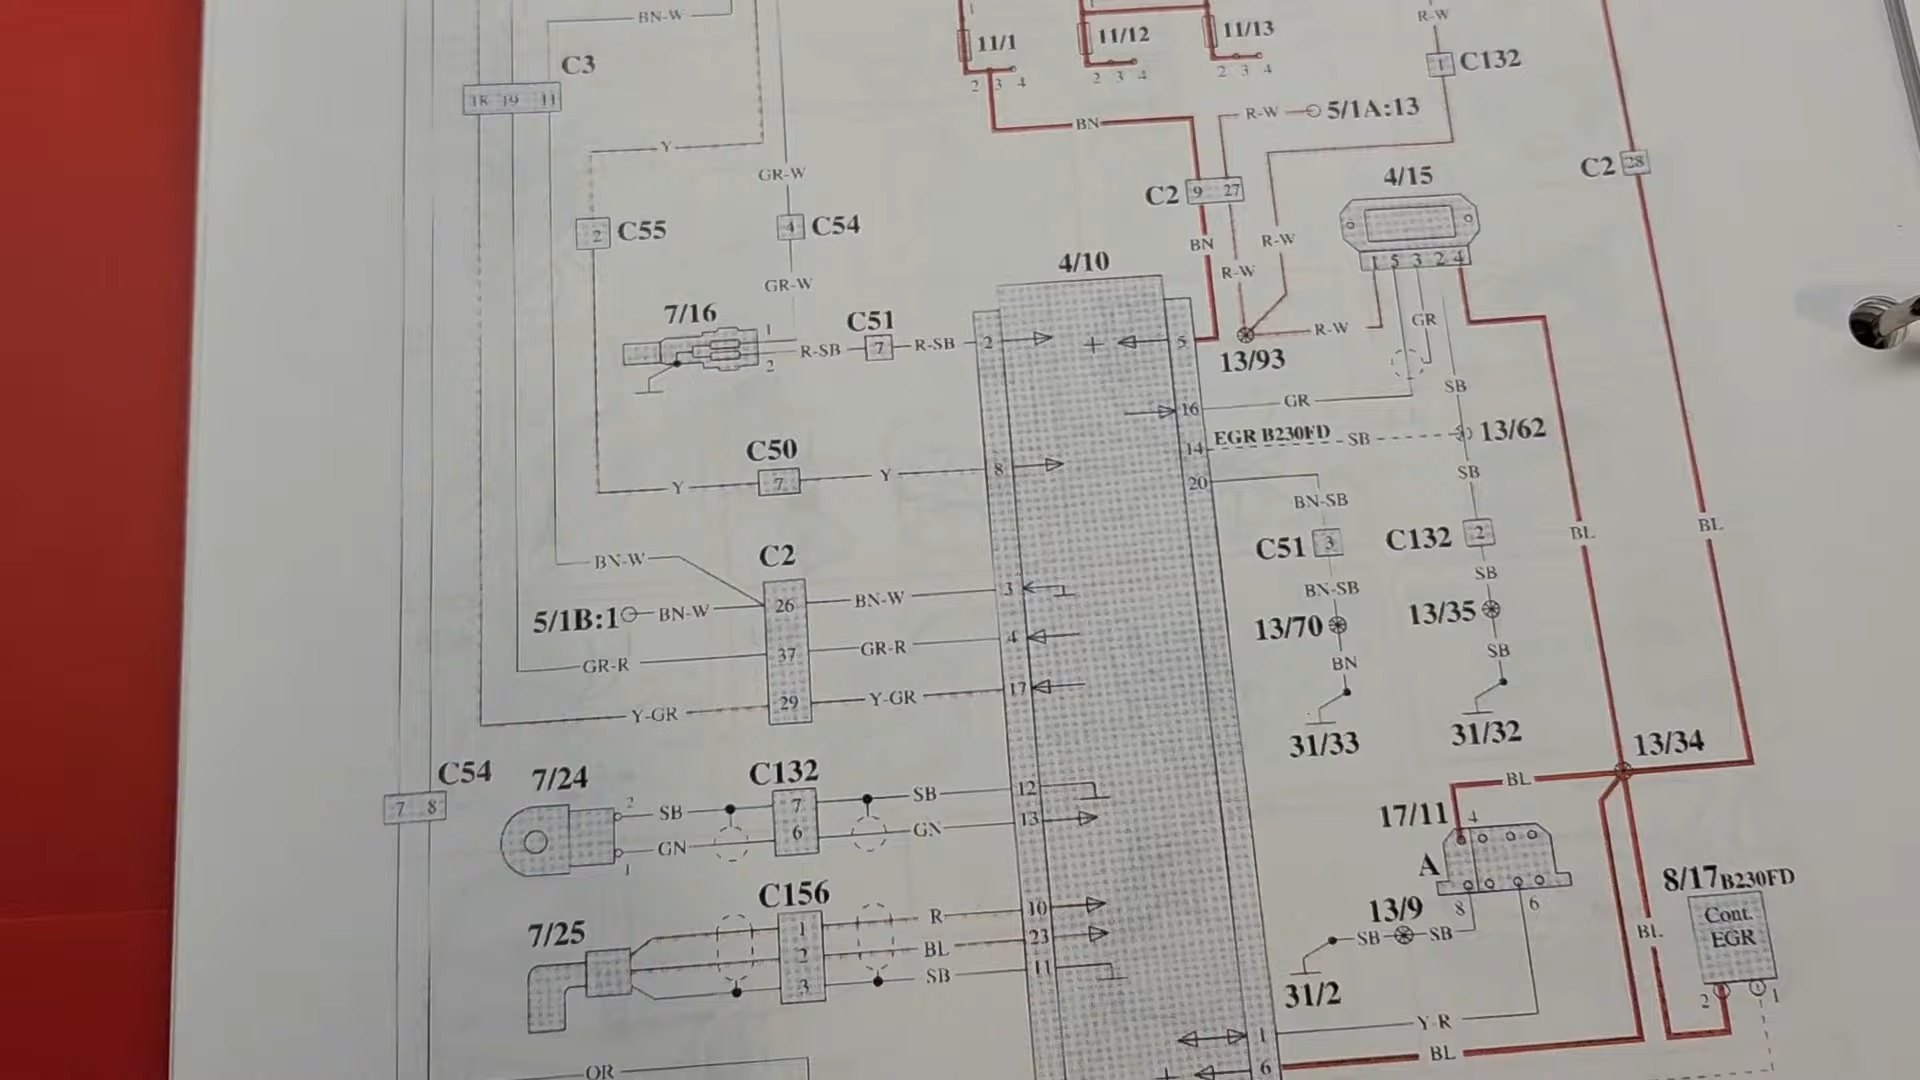 BN-W
R-W
11/1
11/12
11/13
2 3 4
2 3 4
2 3 4
1
C132
C3
18 19 11
R-W
5/1A:13
BN
Y
GR-W
C2
28
4/15
C2
9 27
2
C55
4
C54
BN
R-W
R-W
1 5 3 2 4
4/10
GR-W
7/16
1
2
R-SB
C51
7
R-SB
2
+
5
13/93
R-W
GR
SB
16
GR
14
EGR B230FD
SB
13/62
C50
Y
7
Y
8
20
BN-SB
SB
C51
3
C132
2
BL
BL
BN-W
C2
5/1B:1
BN-W
26
BN-W
3
BN-SB
SB
GR-R
37
GR-R
4
13/70
13/35
Y-GR
29
Y-GR
17
BN
SB
31/33
31/32
13/34
C54
7 8
7/24
2
SB
C132
7
SB
12
GN
1
6
GN
13
BL
17/11
4
A
8
6
8/17 B230FD
Cont.
EGR
2
1
7/25
C156
1
R
10
2
BL
23
3
SB
11
13/9
SB
SB
BL
31/2
Y-R
1
BL
6
+
OR